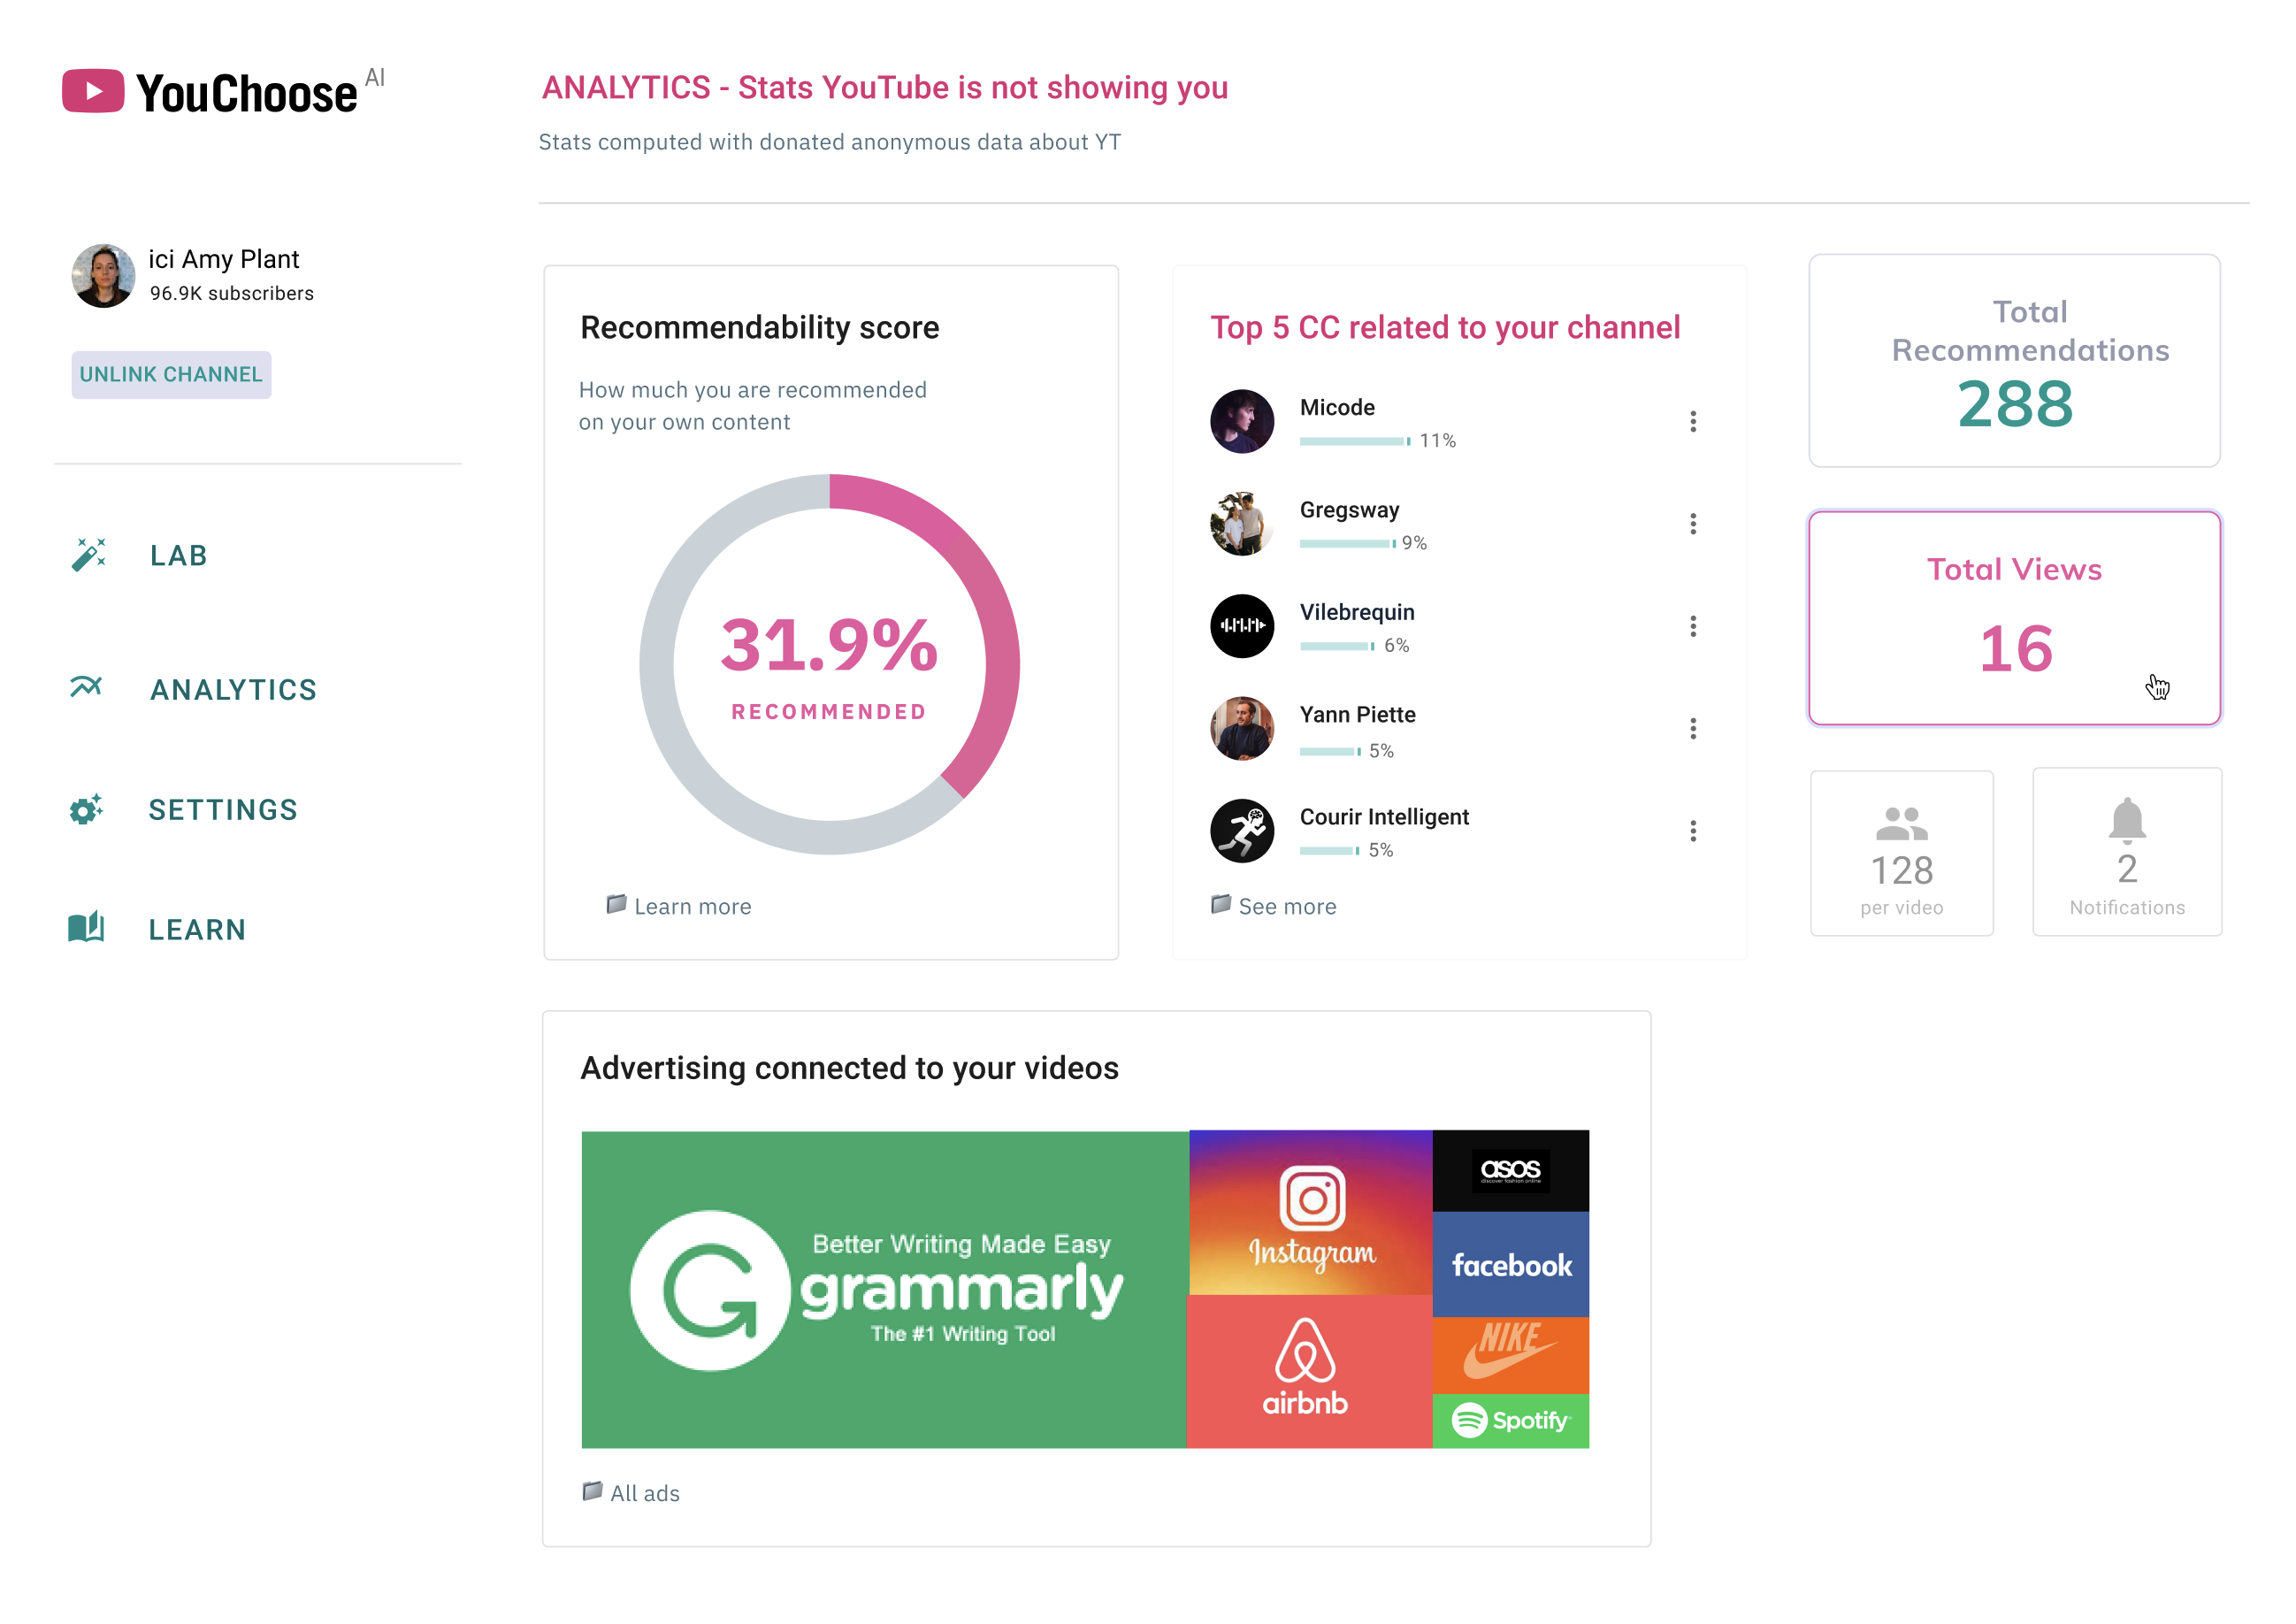 YouChoose AI
ici Amy Plant
96.9K subscribers
UNLINK CHANNEL
LAB
ANALYTICS
SETTINGS
LEARN
ANALYTICS - Stats YouTube is not showing you
Stats computed with donated anonymous data about YT
Recommendability score
How much you are recommended
on your own content
31.9%
RECOMMENDED
Learn more
Top 5 CC related to your channel
Micode
11%
Gregsway
9%
Vilebrequin
6%
Yann Piette
5%
Courir Intelligent
5%
See more
Total
Recommendations
288
Total Views
16
128
per video
2
Notifications
Advertising connected to your videos
Better Writing Made Easy
grammarly
The #1 Writing Tool
Instagram
airbnb
asos
discover fashion online
facebook
NIKE
Spotify
All ads